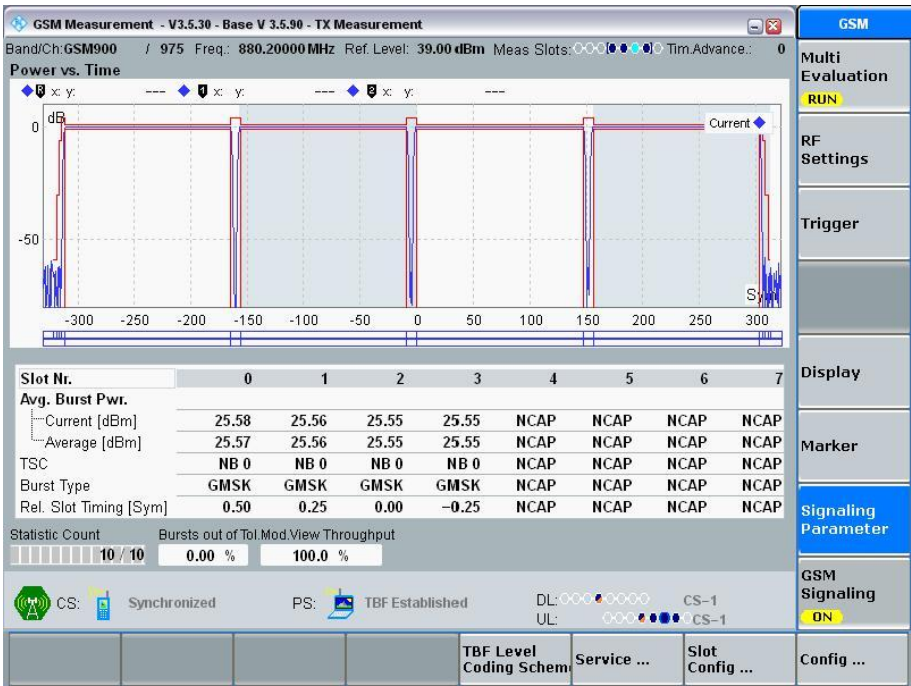 GSM Measurement - V3.5.30 - Base V 3.5.90 - TX Measurement
GSM
Band/Ch:GSM900 / 975 Freq.: 880.20000 MHz Ref. Level: 39.00 dBm Meas Slots: Tim.Advance.: 0
Power vs. Time
Multi Evaluation
RUN
R x: y: --- 1 x: y: --- 2 x: y: ---
dB
Current
0
-50
-300 -250 -200 -150 -100 -50 0 50 100 150 200 250 300
RF Settings
Trigger
Display
Marker
Signaling Parameter
GSM Signaling
ON
Slot Nr. 0 1 2 3 4 5 6 7
Avg. Burst Pwr.
Current [dBm] 25.58 25.56 25.55 25.55 NCAP NCAP NCAP NCAP
Average [dBm] 25.57 25.56 25.55 25.55 NCAP NCAP NCAP NCAP
TSC NB 0 NB 0 NB 0 NB 0 NCAP NCAP NCAP NCAP
Burst Type GMSK GMSK GMSK GMSK NCAP NCAP NCAP NCAP
Rel. Slot Timing [Sym] 0.50 0.25 0.00 -0.25 NCAP NCAP NCAP NCAP
Statistic Count Bursts out of Tol. Mod.View Throughput
10 / 10 0.00 % 100.0 %
CS: Synchronized PS: TBF Established DL: CS-1
UL: CS-1
TBF Level
Coding Schem
Service ...
Slot
Config ...
Config ...